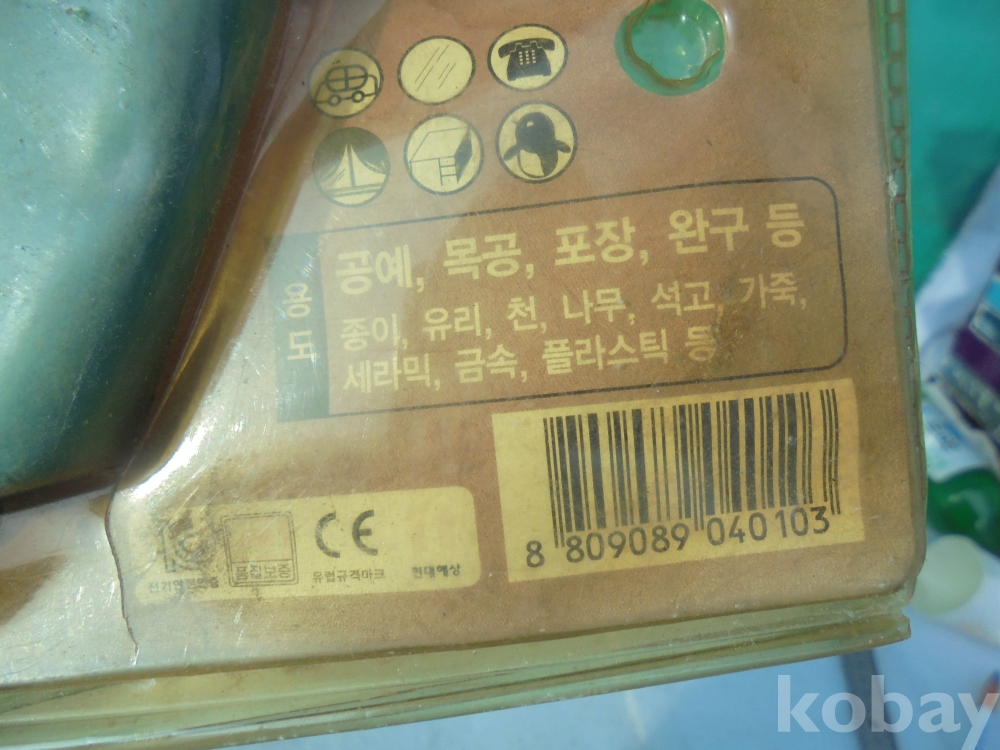 용도
공예, 목공, 포장, 완구 등
종이, 유리, 천, 나무, 석고, 가죽,
세라믹, 금속, 플라스틱 등
8 809089 040103
CE
품질보증
유럽규격마크
현대해상
kobay